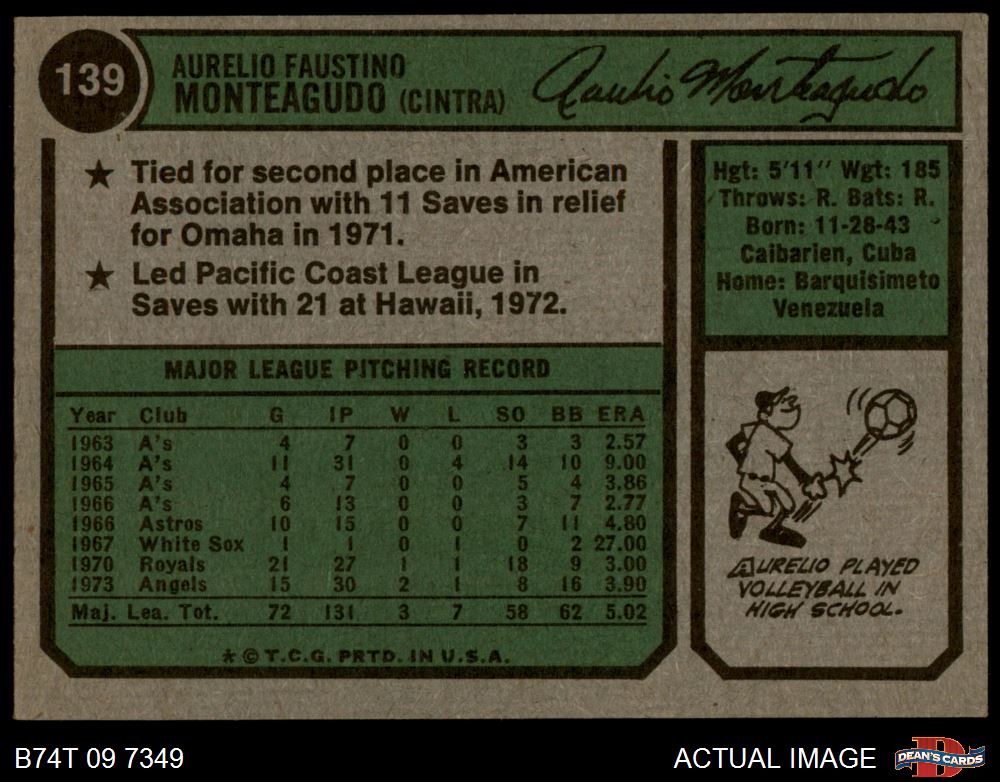 139
AURELIO FAUSTINO
MONTEAGUDO (CINTRA)
Aurelio Monteagudo
★ Tied for second place in American
Association with 11 Saves in relief
for Omaha in 1971.
★ Led Pacific Coast League in
Saves with 21 at Hawaii, 1972.
Hgt: 5'11" Wgt: 185
Throws: R. Bats: R.
Born: 11-28-43
Caibarien, Cuba
Home: Barquisimeto
Venezuela
MAJOR LEAGUE PITCHING RECORD
Year Club G IP W L SO BB ERA
1963 A's 4 7 0 0 3 3 2.57
1964 A's 11 31 0 4 14 10 9.00
1965 A's 4 7 0 0 5 4 3.86
1966 A's 6 13 0 0 3 7 2.77
1966 Astros 10 15 0 0 7 11 4.80
1967 White Sox 1 1 0 1 0 2 27.00
1970 Royals 21 27 1 1 18 9 3.00
1973 Angels 15 30 2 1 8 16 3.90
Maj. Lea. Tot. 72 131 3 7 58 62 5.02
* © T.C.G. PRTD. IN U.S.A.
AURELIO PLAYED
VOLLEYBALL IN
HIGH SCHOOL.
B74T 09 7349
ACTUAL IMAGE
D
DEAN'S CARDS